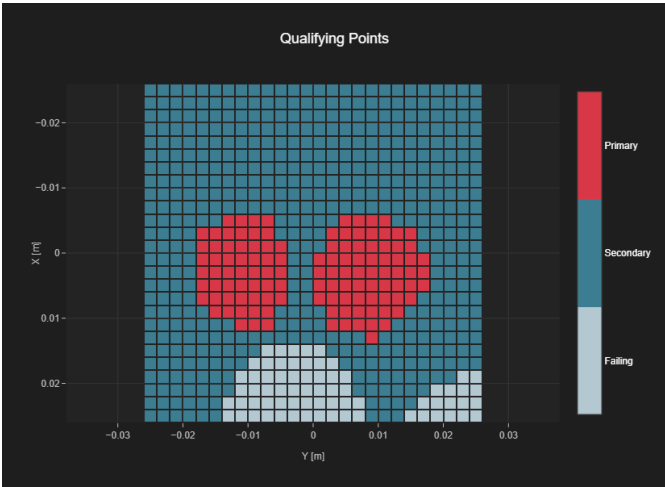 Qualifying Points
−0.02
−0.01
0
0.01
0.02
X [m]
−0.03
−0.02
−0.01
0
0.01
0.02
0.03
Y [m]
Primary
Secondary
Failing